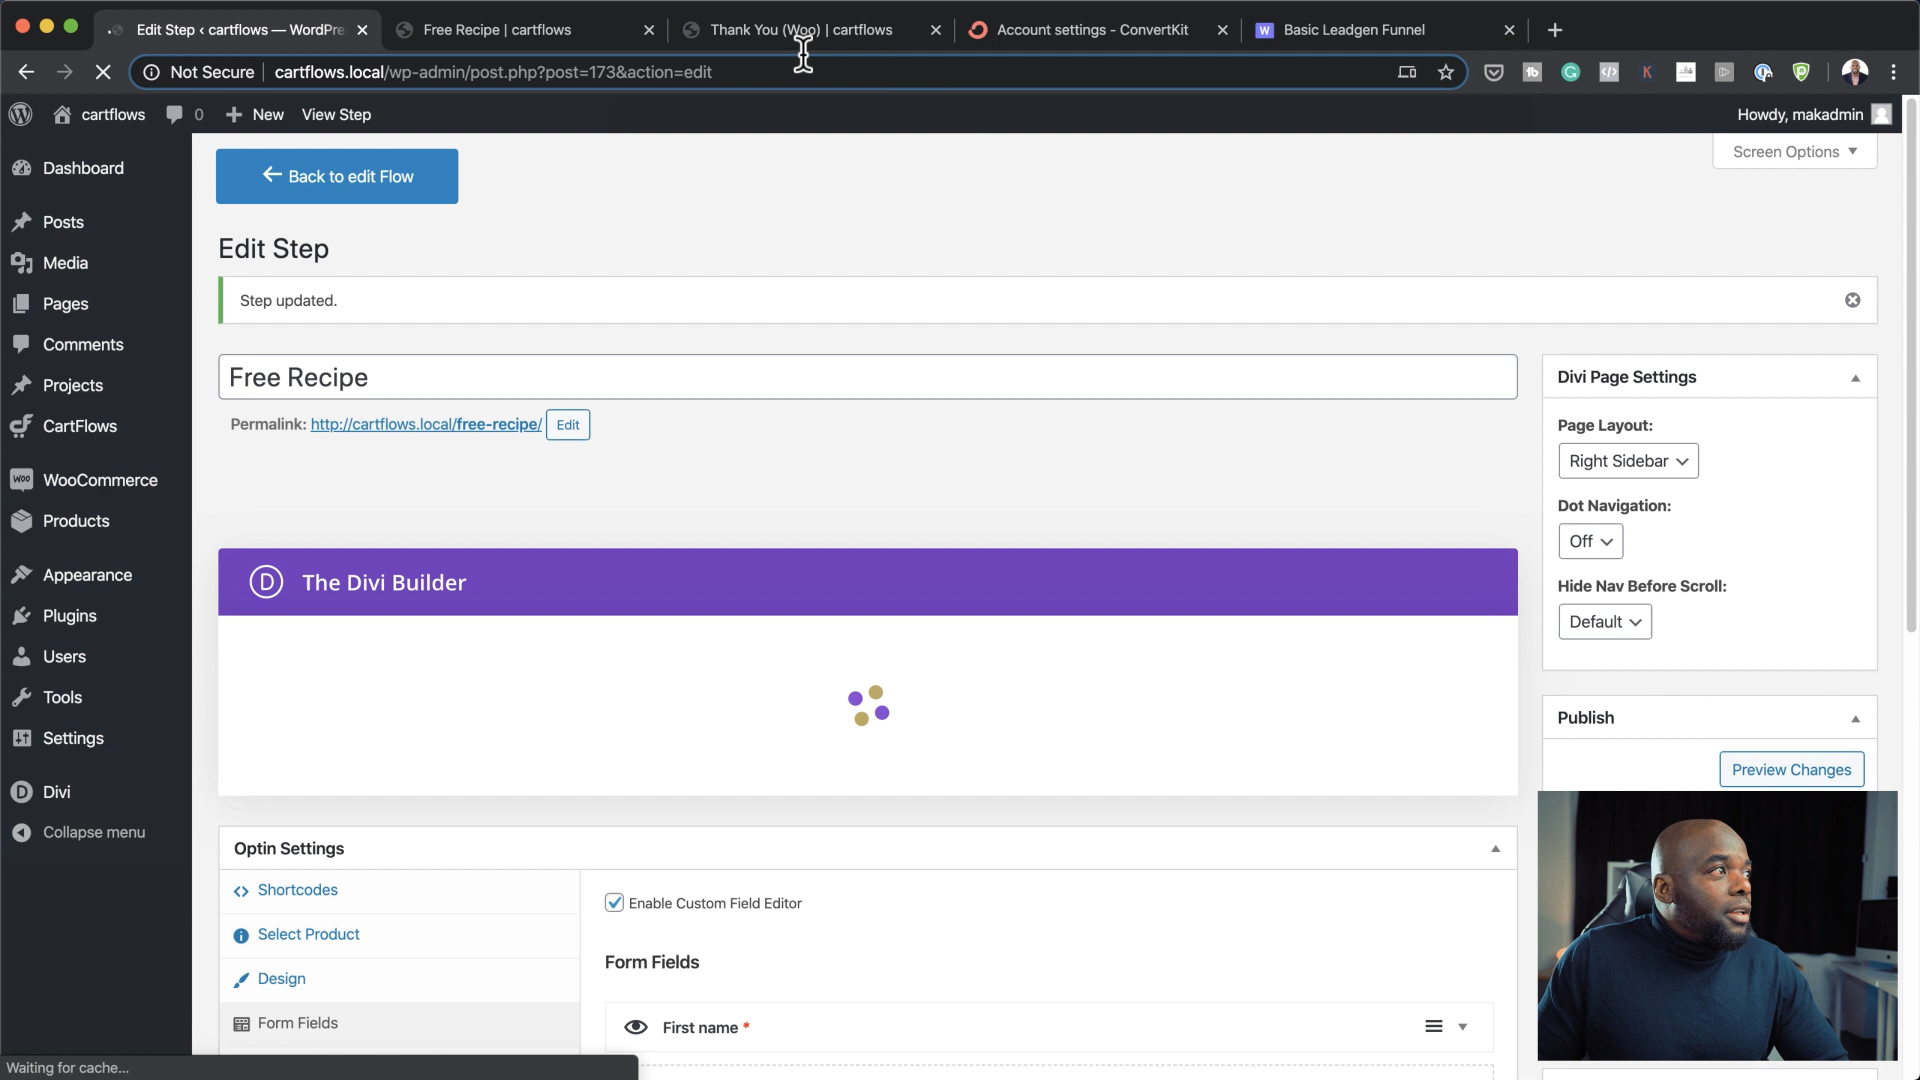 Edit Step ‹ cartflows — WordPre
Free Recipe | cartflows
Thank You (Woo) | cartflows
Account settings - ConvertKit
W Basic Leadgen Funnel
Not Secure | cartflows.local/wp-admin/post.php?post=173&action=edit
cartflows 0 New View Step
Howdy, makadmin
Dashboard
Posts
Media
Pages
Comments
Projects
CartFlows
WooCommerce
Products
Appearance
Plugins
Users
Tools
Settings
Divi
Collapse menu
Screen Options
Back to edit Flow
Edit Step
Step updated.
Free Recipe
Permalink: http://cartflows.local/free-recipe/ Edit
D The Divi Builder
Optin Settings
Shortcodes
Select Product
Design
Form Fields
Enable Custom Field Editor
Form Fields
First name *
Divi Page Settings
Page Layout:
Right Sidebar
Dot Navigation:
Off
Hide Nav Before Scroll:
Default
Publish
Preview Changes
Waiting for cache...